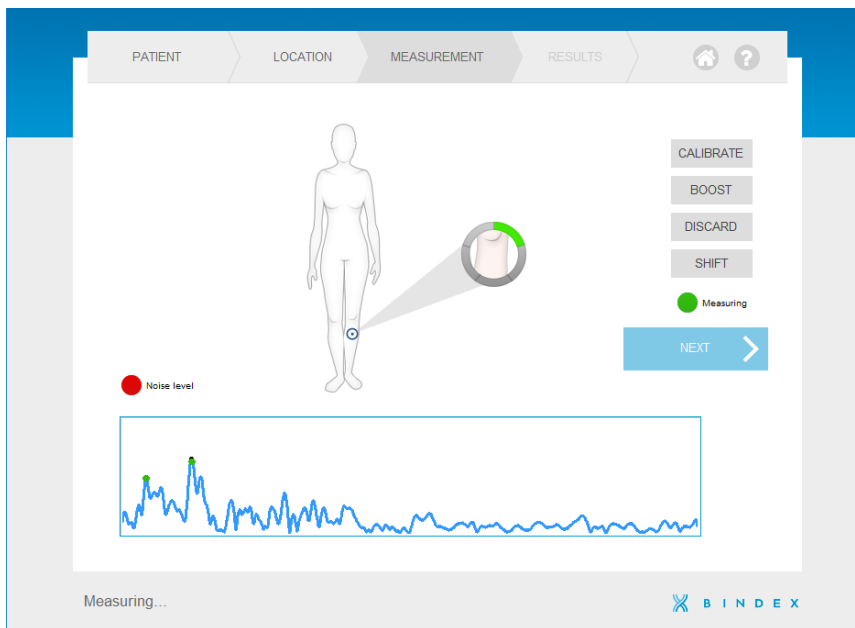 PATIENT LOCATION MEASUREMENT RESULTS ?
CALIBRATE
BOOST
DISCARD
SHIFT
Measuring
NEXT
Noise level
Measuring...
BINDEX